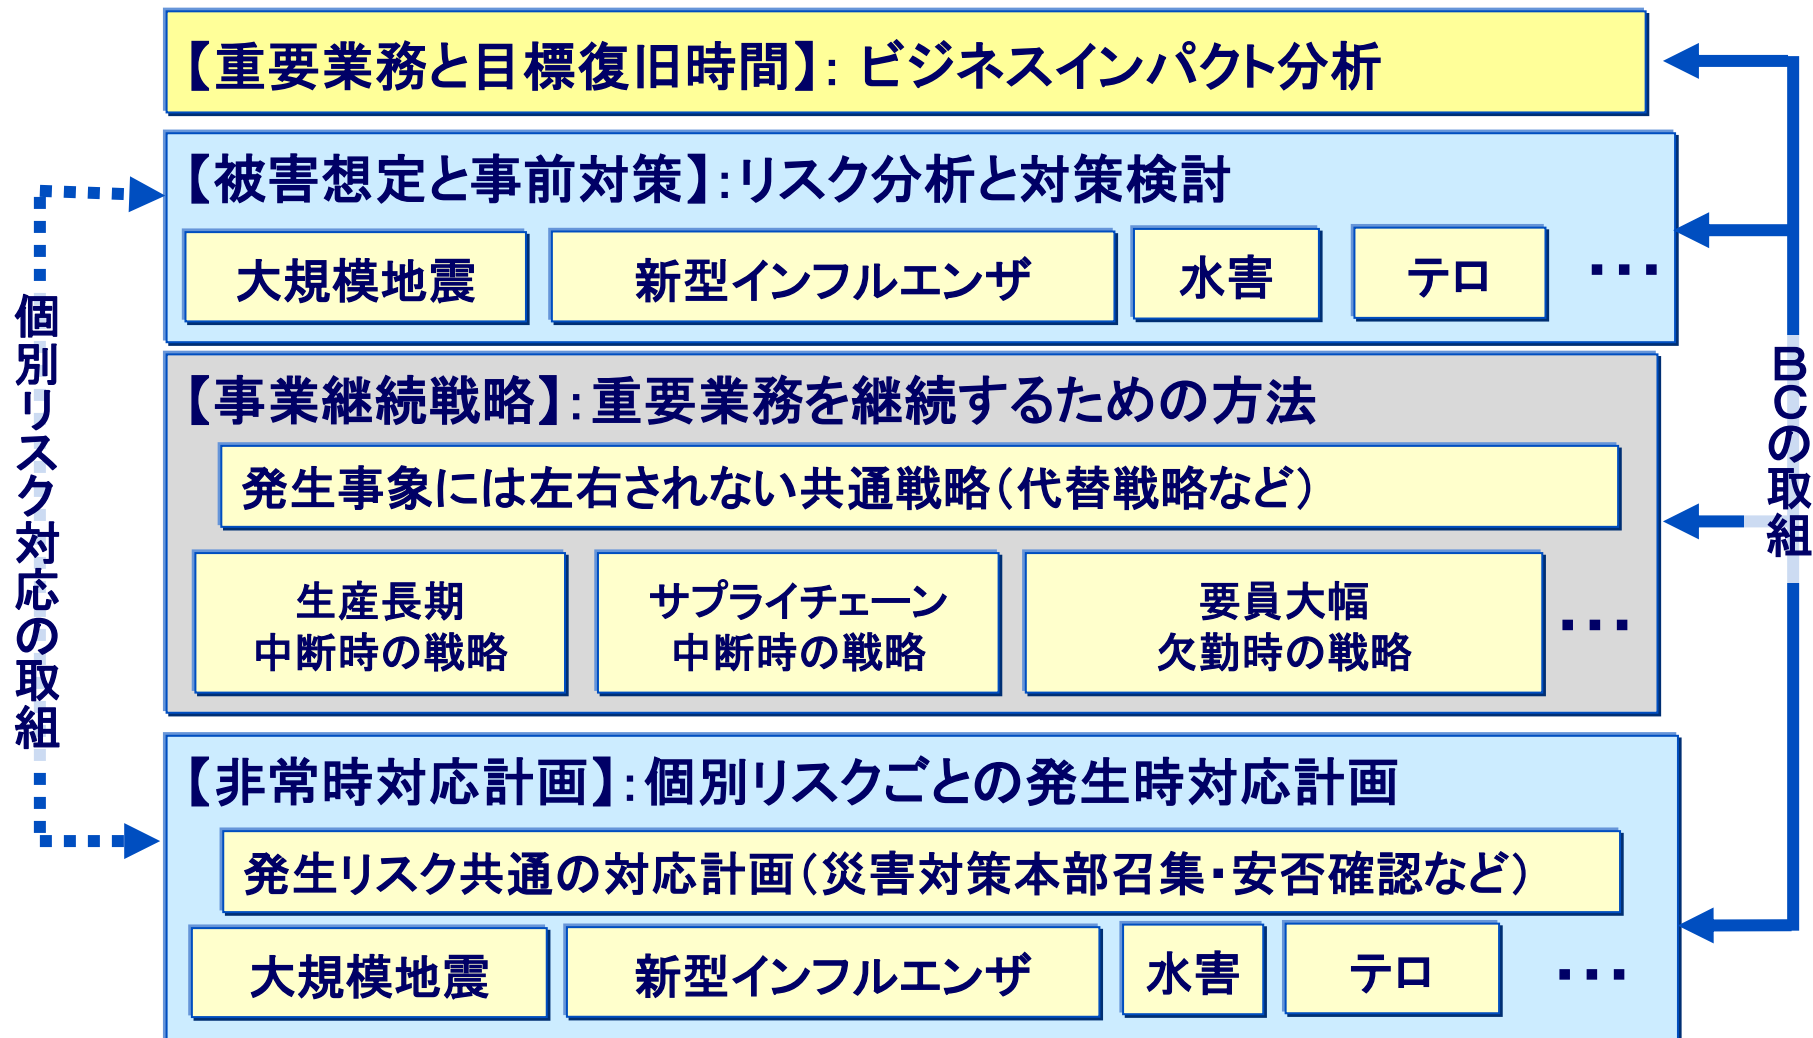 【重要業務と目標復旧時間】：ビジネスインパクト分析
【被害想定と事前対策】：リスク分析と対策検討
大規模地震
新型インフルエンザ
水害
テロ
・・・
【事業継続戦略】：重要業務を継続するための方法
発生事象には左右されない共通戦略（代替戦略など）
生産長期
中断時の戦略
サプライチェーン
中断時の戦略
要員大幅
欠勤時の戦略
・・・
【非常時対応計画】：個別リスクごとの発生時対応計画
発生リスク共通の対応計画（災害対策本部召集・安否確認など）
大規模地震
新型インフルエンザ
水害
テロ
・・・
個別リスク対応の取組
ＢＣの取組